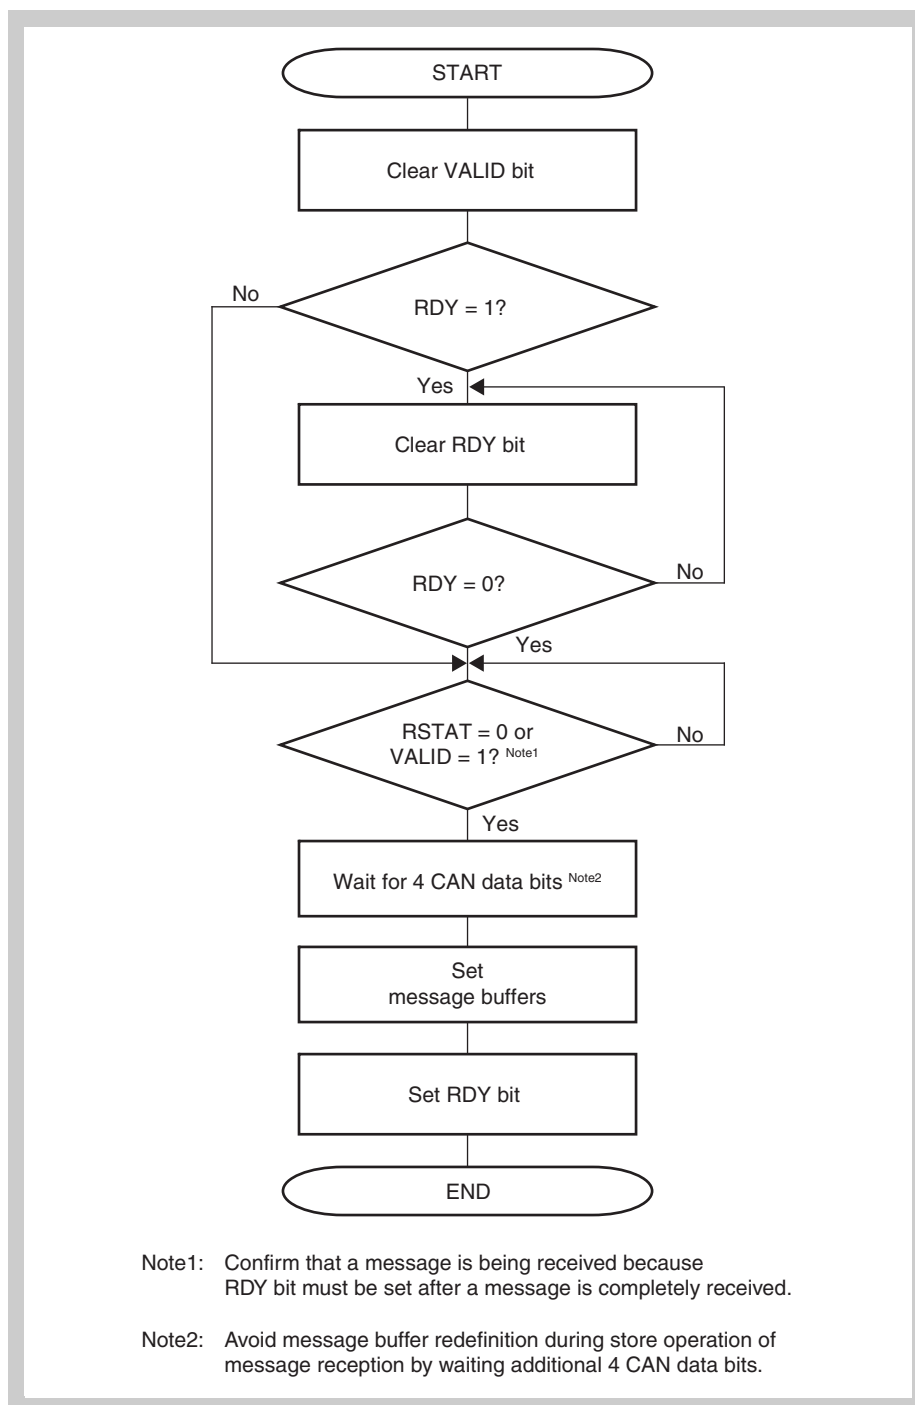 START
Clear VALID bit
No
RDY = 1?
Yes
Clear RDY bit
RDY = 0?
No
Yes
RSTAT = 0 or
VALID = 1? Note1
No
Yes
Wait for 4 CAN data bits Note2
Set
message buffers
Set RDY bit
END
Note1: Confirm that a message is being received because
RDY bit must be set after a message is completely received.
Note2: Avoid message buffer redefinition during store operation of
message reception by waiting additional 4 CAN data bits.